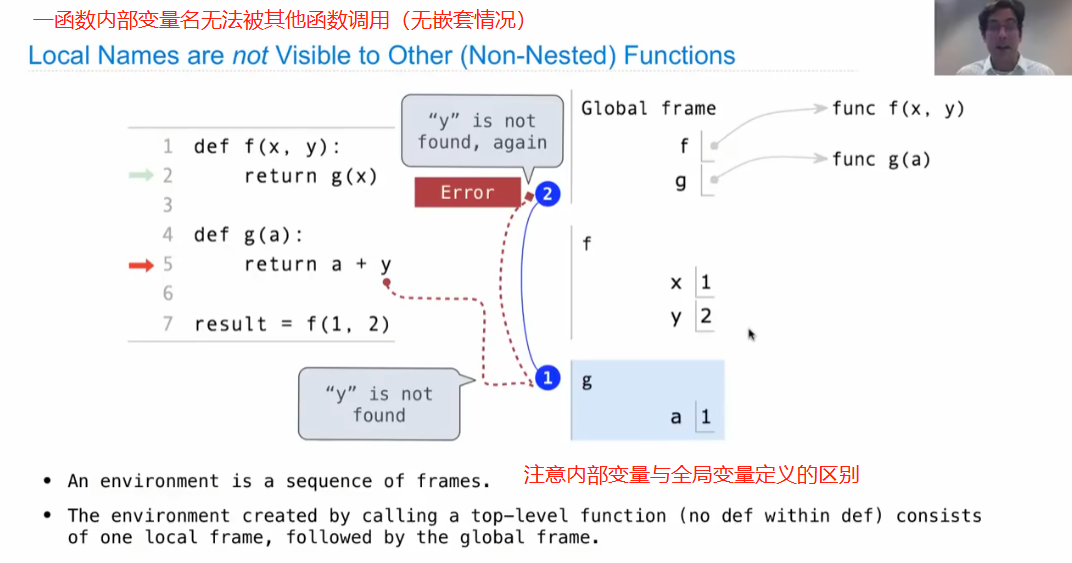 一函数内部变量名无法被其他函数调用（无嵌套情况）
Local Names are not Visible to Other (Non-Nested) Functions
1 def f(x, y):
2 return g(x)
3
4 def g(a):
5 return a + y
6
7 result = f(1, 2)
“y” is not
found, again
Error
2
Global frame
f
g
func f(x, y)
func g(a)
f
x 1
y 2
“y” is not
found
1
g
a 1
• An environment is a sequence of frames.
注意内部变量与全局变量定义的区别
• The environment created by calling a top-level function (no def within def) consists
of one local frame, followed by the global frame.